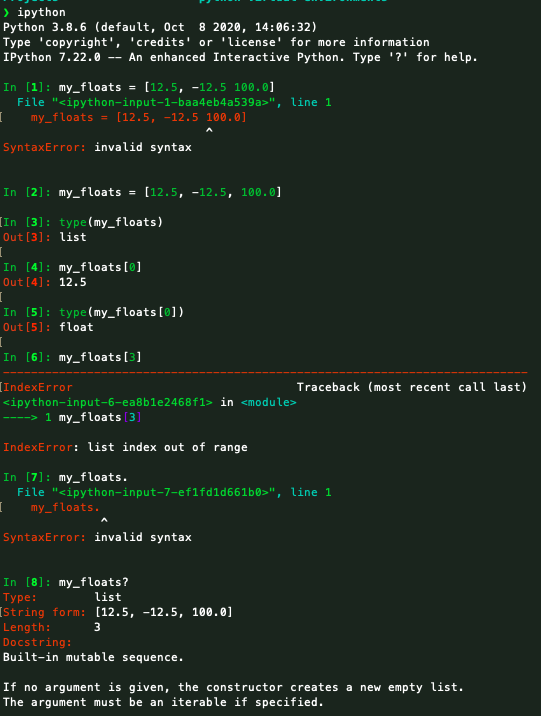 ❯ ipython
Python 3.8.6 (default, Oct  8 2020, 14:06:32)
Type 'copyright', 'credits' or 'license' for more information
IPython 7.22.0 -- An enhanced Interactive Python. Type '?' for help.

In [1]: my_floats = [12.5, -12.5 100.0]
  File "<ipython-input-1-baa4eb4a539a>", line 1
[    my_floats = [12.5, -12.5 100.0]
                             ^
SyntaxError: invalid syntax

In [2]: my_floats = [12.5, -12.5, 100.0]

[In [3]: type(my_floats)
Out[3]: list
[
In [4]: my_floats[0]
Out[4]: 12.5
[
In [5]: type(my_floats[0])
Out[5]: float
[
In [6]: my_floats[3]
---------------------------------------------------------------------------
[IndexError                                Traceback (most recent call last)
<ipython-input-6-ea8b1e2468f1> in <module>
----> 1 my_floats[3]

IndexError: list index out of range

In [7]: my_floats.
  File "<ipython-input-7-ef1fd1d661b0>", line 1
[    my_floats.
              ^
SyntaxError: invalid syntax

In [8]: my_floats?
Type:        list
[String form: [12.5, -12.5, 100.0]
Length:      3
Docstring:
Built-in mutable sequence.

If no argument is given, the constructor creates a new empty list.
The argument must be an iterable if specified.